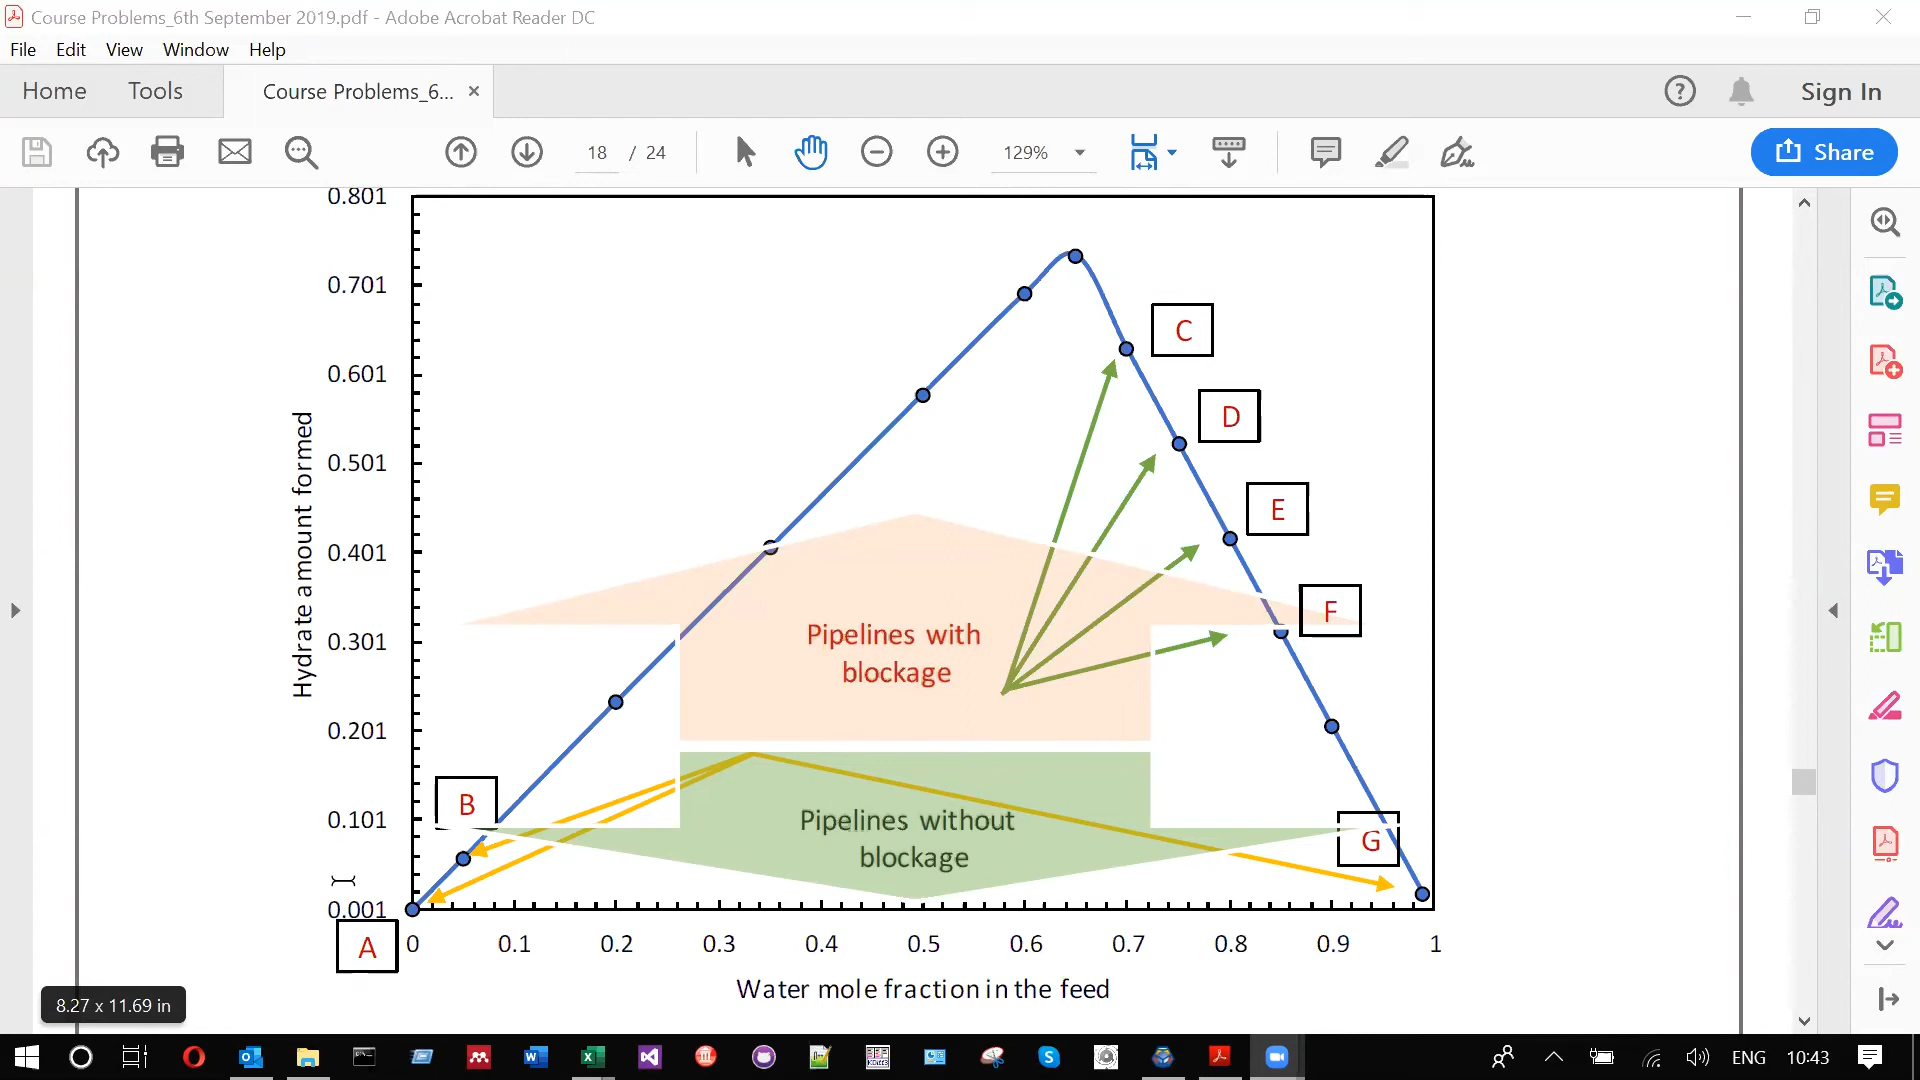 Course Problems_6th September 2019.pdf - Adobe Acrobat Reader DC
File Edit View Window Help
Home Tools Course Problems_6... × Sign In
18 / 24 129% Share
0.801
0.701
0.601
0.501
0.401
0.301
0.201
0.101
0.001
Hydrate amount formed
C
D
E
F
Pipelines with
blockage
B
Pipelines without
blockage
G
A
0 0.1 0.2 0.3 0.4 0.5 0.6 0.7 0.8 0.9 1
Water mole fraction in the feed
8.27 x 11.69 in
ENG 10:43